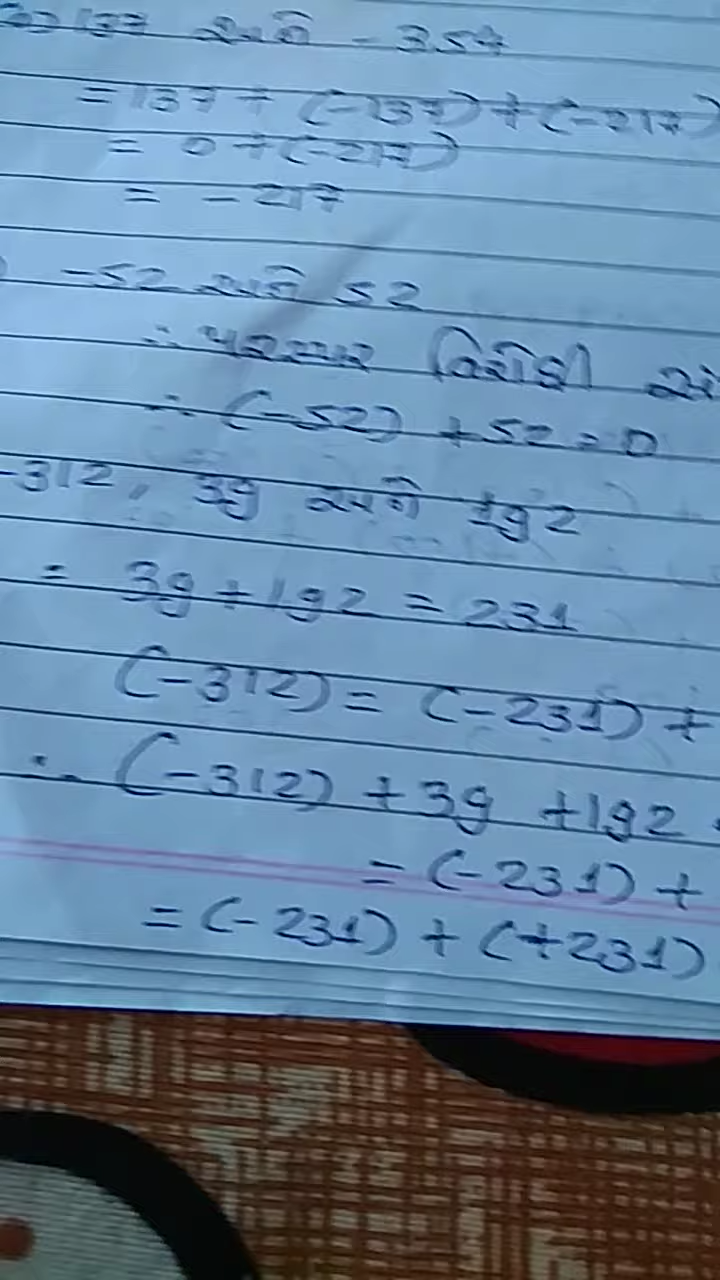 137 અને - 354
= 137 + (-137) + (-217)
= 0 + (-217)
= - 217
-52 અને 52
∴ પરસ્પર વિરોધી સં
∴ (-52) + 52 = 0
-312, 39 અને 192
= 39 + 192 = 231
(-312) = (-231) +
∴ (-312) + 39 + 192
= (-231) +
= (-231) + (+231)